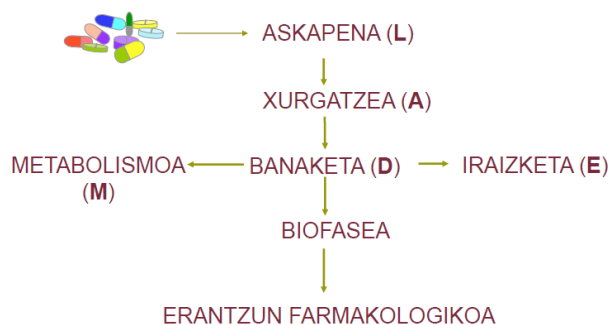 ASKAPENA (L)
XURGATZEA (A)
METABOLISMOA
(M)
BANAKETA (D)
IRAIZKETA (E)
BIOFASEA
ERANTZUN FARMAKOLOGIKOA